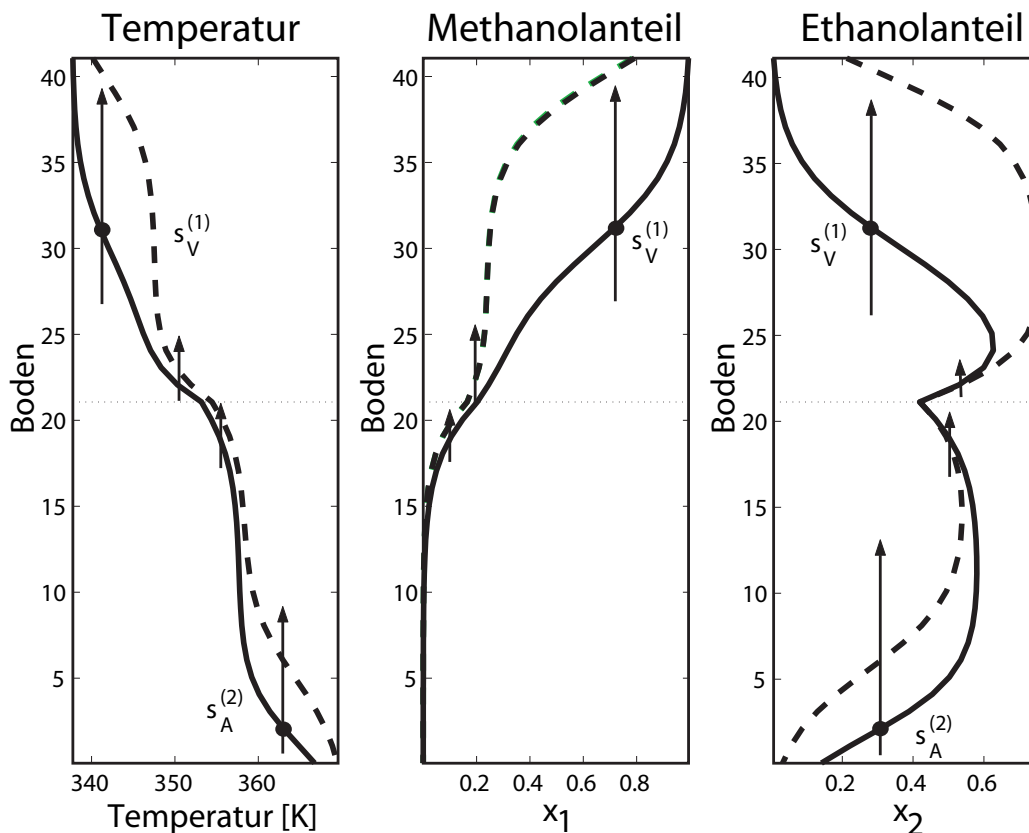 Temperatur
Methanolanteil
Ethanolanteil
Boden
40
35
30
25
20
15
10
5
s_V^(1)
s_A^(2)
340
350
360
Temperatur [K]
Boden
40
35
30
25
20
15
10
5
s_V^(1)
0.2
0.4
0.6
0.8
x_1
Boden
40
35
30
25
20
15
10
5
s_V^(1)
s_A^(2)
0.2
0.4
0.6
x_2